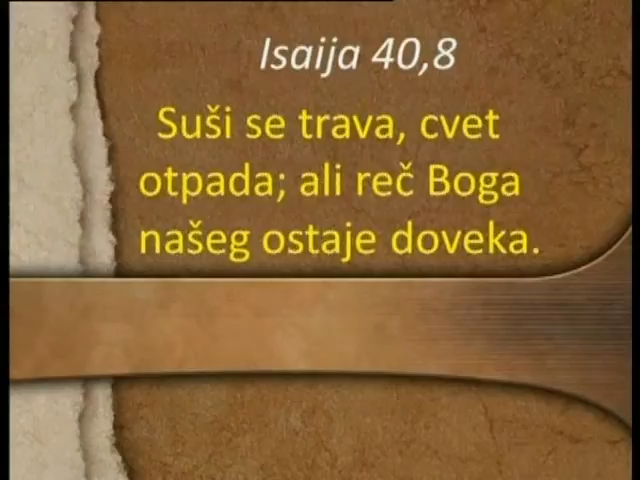 Isaija 40,8
Suši se trava, cvet
otpada; ali reč Boga
našeg ostaje doveka.